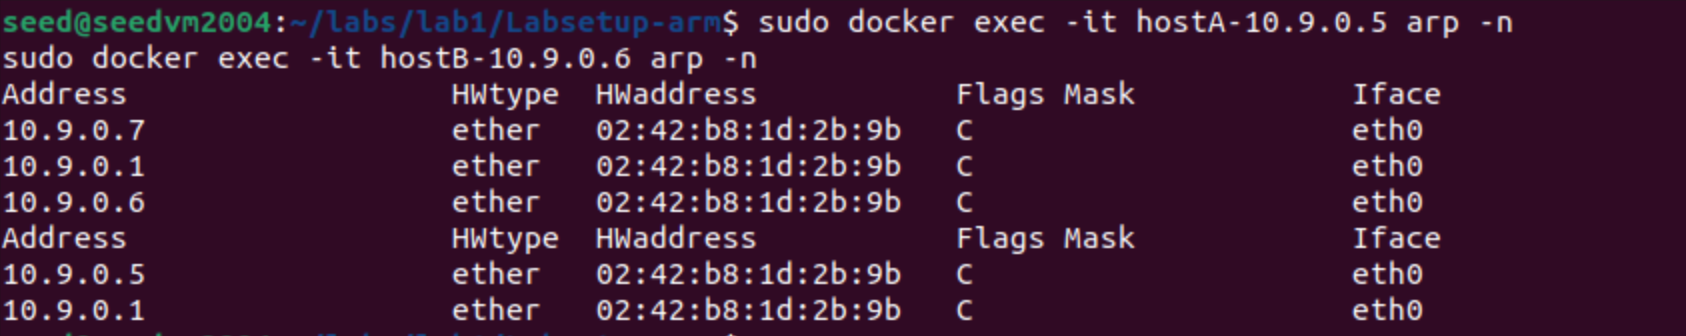 seed@seedvm2004:~/labs/lab1/Labsetup-arm$ sudo docker exec -it hostA-10.9.0.5 arp -n
sudo docker exec -it hostB-10.9.0.6 arp -n
Address                  HWtype  HWaddress           Flags Mask            Iface
10.9.0.7                 ether   02:42:b8:1d:2b:9b   C                     eth0
10.9.0.1                 ether   02:42:b8:1d:2b:9b   C                     eth0
10.9.0.6                 ether   02:42:b8:1d:2b:9b   C                     eth0
Address                  HWtype  HWaddress           Flags Mask            Iface
10.9.0.5                 ether   02:42:b8:1d:2b:9b   C                     eth0
10.9.0.1                 ether   02:42:b8:1d:2b:9b   C                     eth0